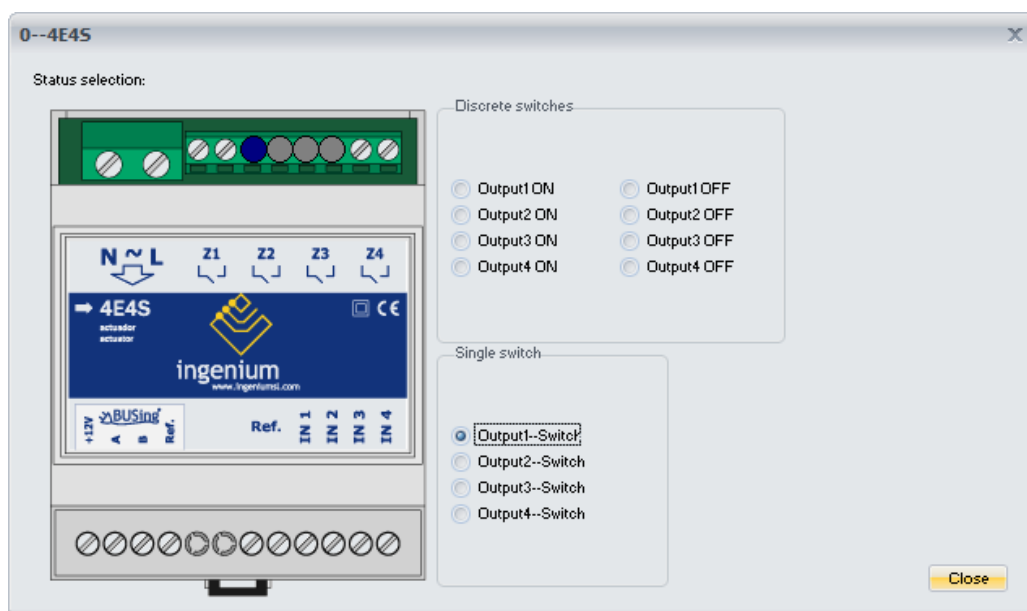 0--4E4S
X
Status selection:
Discrete switches
Output1 ON
Output1 OFF
Output2 ON
Output2 OFF
Output3 ON
Output3 OFF
Output4 ON
Output4 OFF
N ~ L
Z1 Z2 Z3 Z4
➡ 4E4S
actuador
actuator
CE
ingenium
www.ingeniumsl.com
+12V A B Ref.
BUSing
Ref. IN 1 IN 2 IN 3 IN 4
Single switch
Output1--Switch
Output2--Switch
Output3--Switch
Output4--Switch
Close